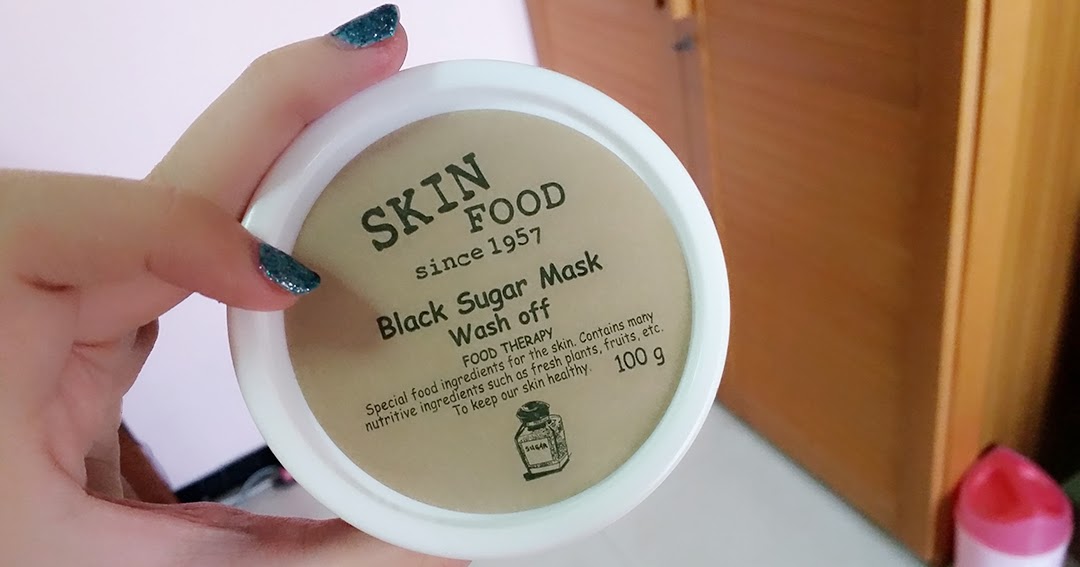 SKIN
FOOD
since 1957
Black Sugar Mask
Wash off
FOOD THERAPY
Special food ingredients for the skin. Contains many
nutritive ingredients such as fresh plants, fruits, etc.
To keep our skin healthy.
100 g
SUGAR